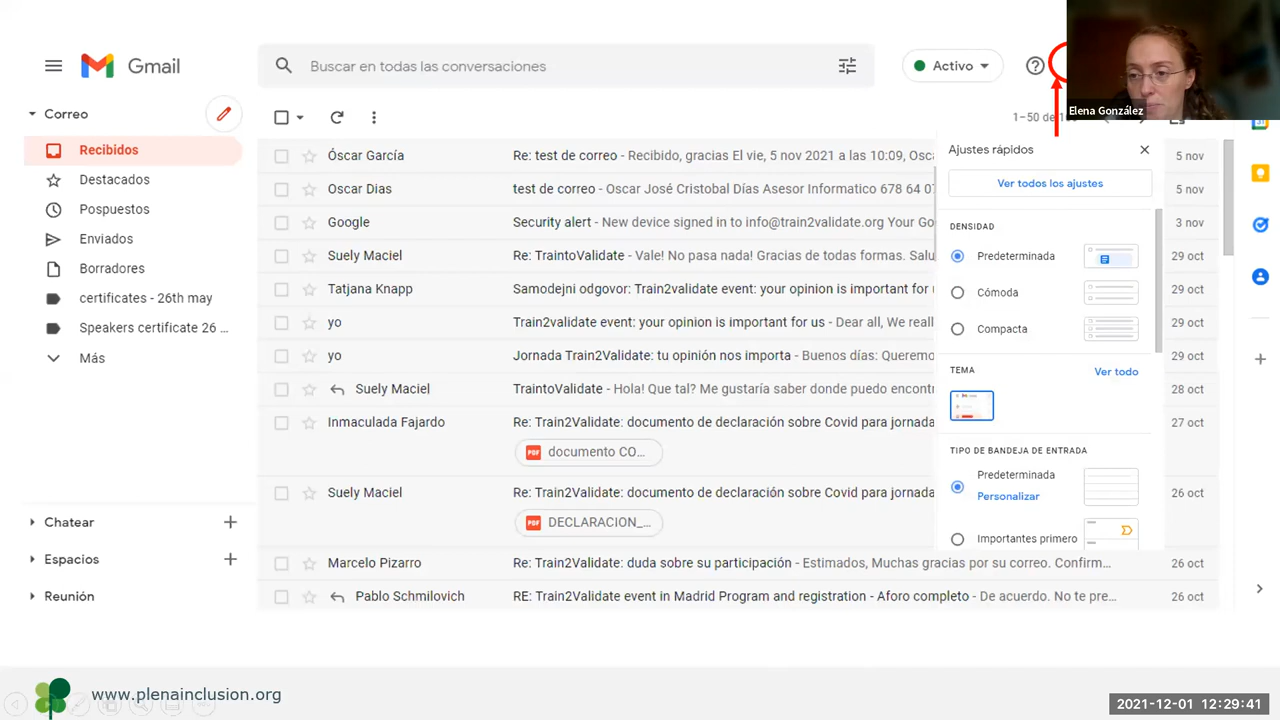 Gmail
Buscar en todas las conversaciones
Activo
Elena González
Correo
1–50 de
Recibidos
Destacados
Pospuestos
Enviados
Borradores
certificates - 26th may
Speakers certificate 26 ...
Más
Óscar García Re: test de correo - Recibido, gracias El vie, 5 nov 2021 a las 10:09, Os 5 nov
Oscar Dias test de correo - Oscar José Cristobal Días Asesor Informatico 678 64 07 5 nov
Google Security alert - New device signed in to info@train2validate.org Your Go 3 nov
Suely Maciel Re: TraintoValidate - Vale! No pasa nada! Gracias de todas formas. Salu 29 oct
Tatjana Knapp Samodejni odgovor: Train2validate event: your opinion is important for u 29 oct
yo Train2validate event: your opinion is important for us - Dear all, We reall 29 oct
yo Jornada Train2Validate: tu opinión nos importa - Buenos días: Queremo 29 oct
Suely Maciel TraintoValidate - Hola! Que tal? Me gustaría saber donde puedo encont 28 oct
Inmaculada Fajardo Re: Train2Validate: documento de declaración sobre Covid para jornada 27 oct
PDF documento CO...
Suely Maciel Re: Train2Validate: documento de declaración sobre Covid para jornada 26 oct
PDF DECLARACION_...
Marcelo Pizarro Re: Train2Validate: duda sobre su participación - Estimados, Muchas gracias por su correo. Confirm... 26 oct
Pablo Schmilovich RE: Train2Validate event in Madrid Program and registration - Aforo completo - De acuerdo. No te pre... 26 oct
Ajustes rápidos
Ver todos los ajustes
DENSIDAD
Predeterminada
Cómoda
Compacta
TEMA Ver todo
TIPO DE BANDEJA DE ENTRADA
Predeterminada
Personalizar
Importantes primero
Chatear
Espacios
Reunión
www.plenainclusion.org
2021-12-01 12:29:41